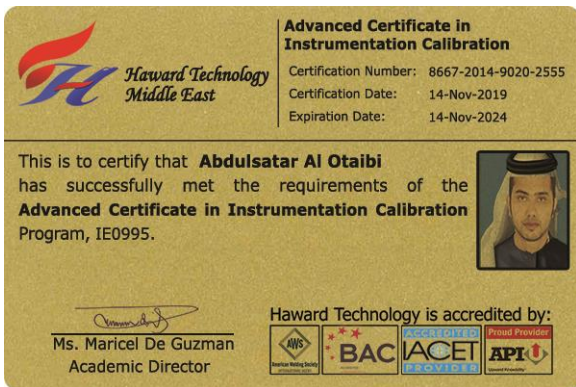 Haward Technology
Middle East
Advanced Certificate in
Instrumentation Calibration
Certification Number: 8667-2014-9020-2555
Certification Date: 14-Nov-2019
Expiration Date: 14-Nov-2024
This is to certify that Abdulsatar Al Otaibi
has successfully met the requirements of the
Advanced Certificate in Instrumentation Calibration
Program, IE0995.
Ms. Maricel De Guzman
Academic Director
Haward Technology is accredited by:
AWS
American Welding Society
BAC
ACCREDITED
IACET
PROVIDER
Proud Provider
API